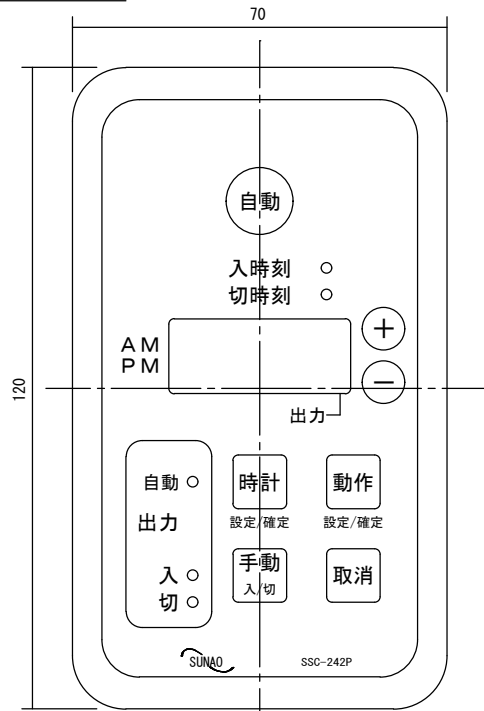 70
120
自動
入時刻
切時刻
AM
PM
+
−
出力
自動
出力
入
切
時計
設定/確定
動作
設定/確定
手動
入/切
取消
SUNAO
SSC-242P